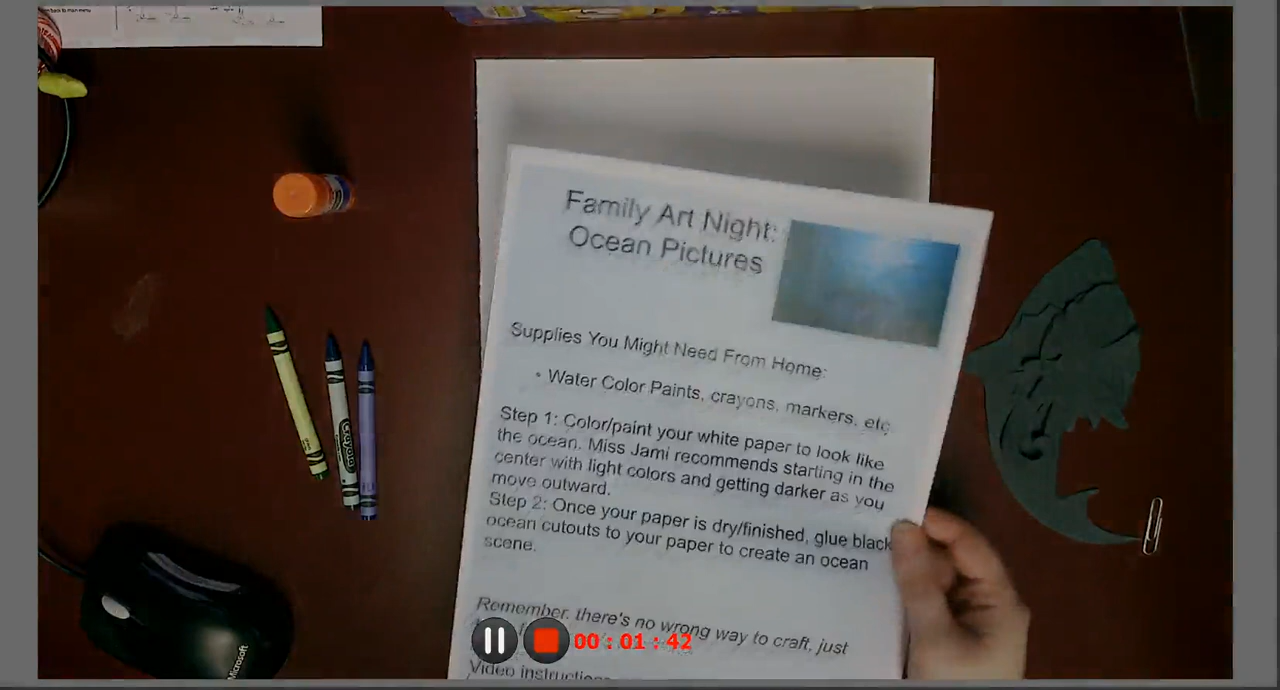 Family Art Night:
Ocean Pictures
Supplies You Might Need From Home:
• Water Color Paints, crayons, markers, etc
Step 1: Color/paint your white paper to look like
the ocean. Miss Jami recommends starting in the
center with light colors and getting darker as you
move outward.
Step 2: Once your paper is dry/finished, glue black
ocean cutouts to your paper to create an ocean
scene.
Remember, there's no wrong way to craft, just
Video instructions
00 : 01 : 42
Crayola
Microsoft